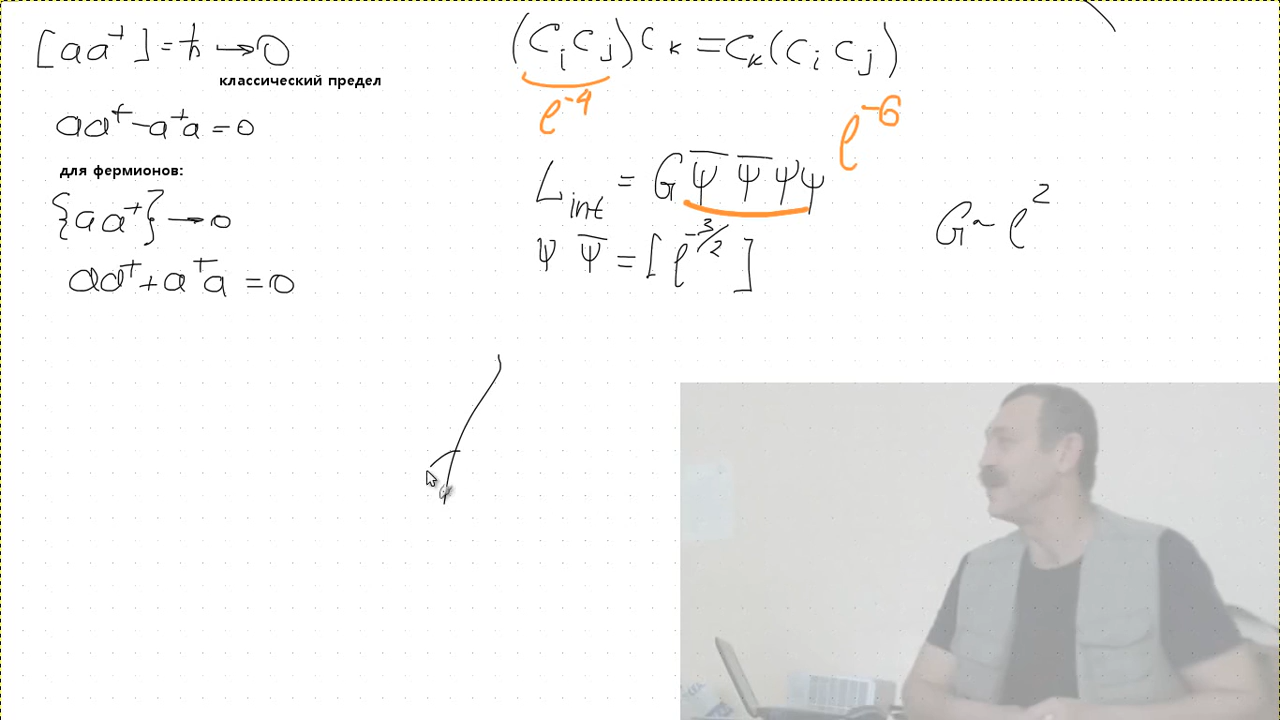 [aa⁺] = ħ → 0
классический предел
aa⁺ - a⁺a = 0
для фермионов:
{aa⁺} → 0
aa⁺ + a⁺a = 0
(CᵢCⱼ)Cₖ = Cₖ(CᵢCⱼ)
ℓ⁻⁴
ℓ⁻⁶
L_int = G ψ̅ ψ̅ ψ ψ
ψ ψ̅ = [ℓ^(-3/2)]
G ~ ℓ²